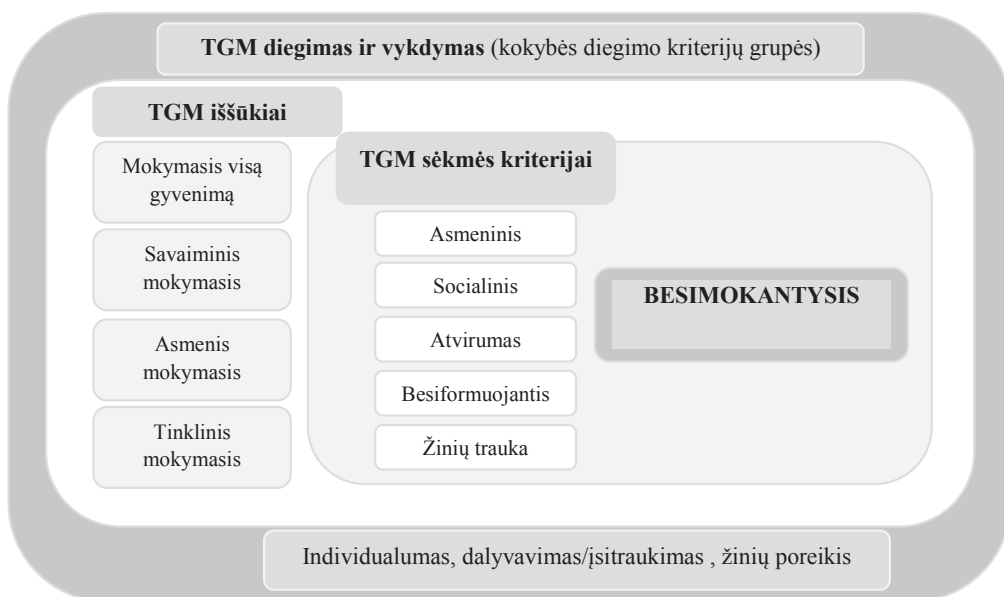 TGM diegimas ir vykdymas (kokybės diegimo kriterijų grupės)
TGM iššūkiai
Mokymasis visą
gyvenimą
Savaiminis
mokymasis
Asmenis
mokymasis
Tinklinis
mokymasis
TGM sėkmės kriterijai
Asmeninis
Socialinis
Atvirumas
Besiformuojantis
Žinių trauka
BESIMOKANTYSIS
Individualumas, dalyvavimas/įsitraukimas , žinių poreikis